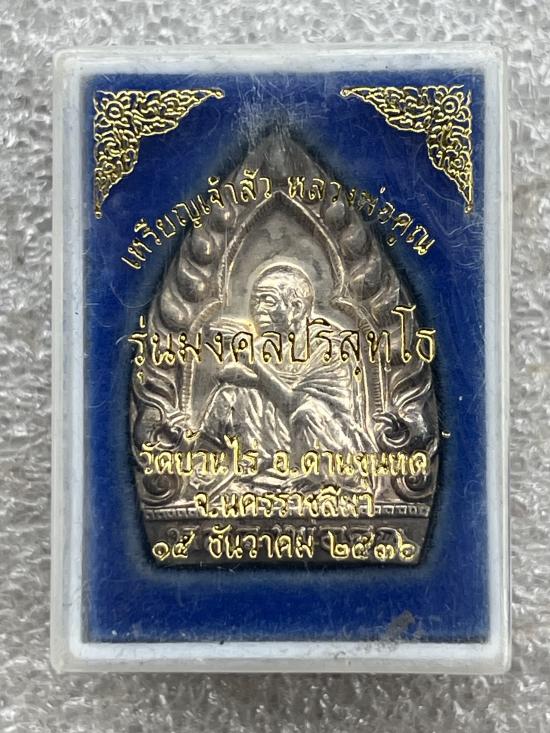 เหรียญเจ้าสัว หลวงพ่อคูณ
รุ่นมงคลปริสุทโธ
วัดบ้านไร่ อ.ด่านขุนทด
จ.นครราชสีมา
๑๕ ธันวาคม ๒๕๓๖